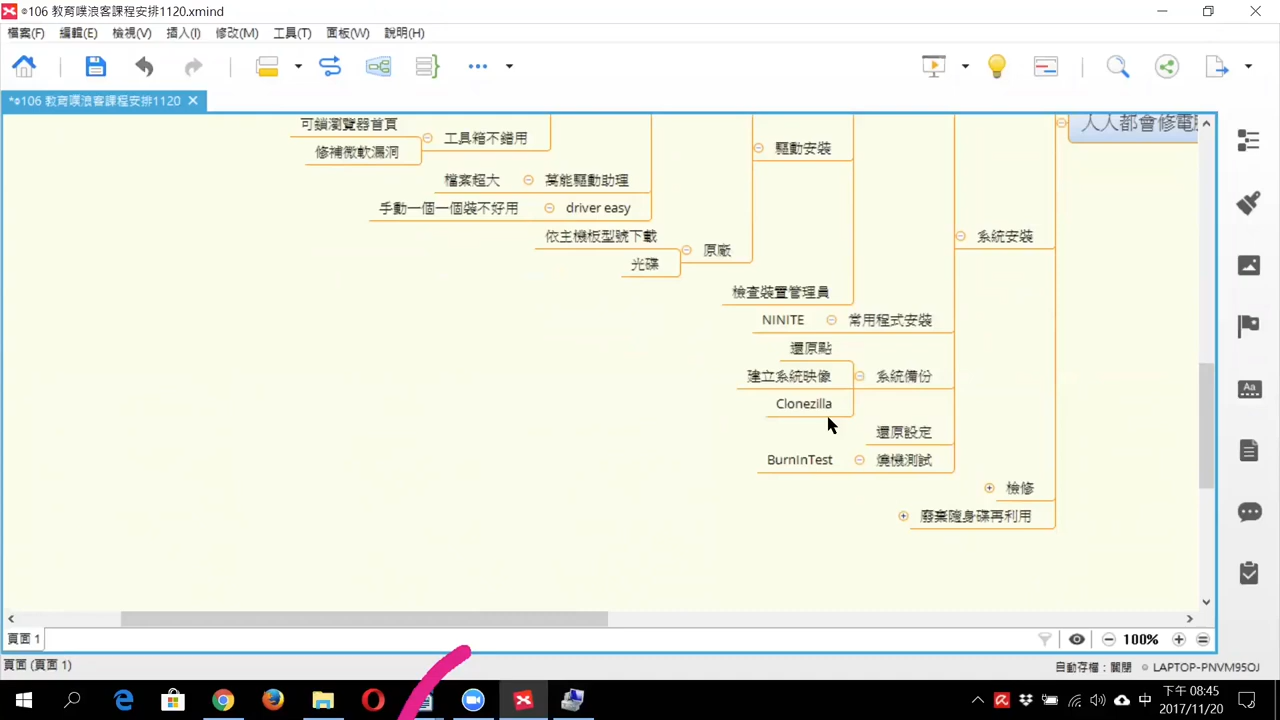 106 教育噗浪客課程安排1120.xmind
檔案(F) 編輯(E) 檢視(V) 插入(I) 修改(M) 工具(T) 面板(W) 說明(H)
*106 教育噗浪客課程安排1120
人人都會修電腦
可鎖瀏覽器首頁
工具箱不錯用
修補微軟漏洞
驅動安裝
檔案超大
萬能驅動助理
手動一個一個裝不好用
driver easy
依主機板型號下載
原廠
光碟
系統安裝
檢查裝置管理員
NINITE
常用程式安裝
還原點
建立系統映像
系統備份
Clonezilla
還原設定
BurnInTest
燒機測試
檢修
廢棄隨身碟再利用
頁面 1
100%
頁面 (頁面 1)
自動存檔：關閉
LAPTOP-PNVM95OJ
中
下午 08:45
2017/11/20